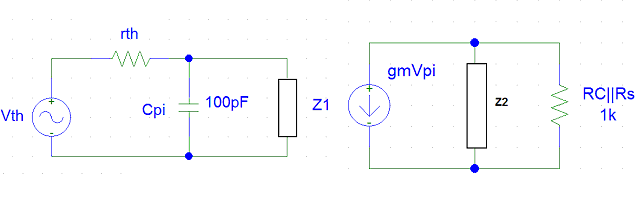 rth
Vth
Cpi
100pF
Z1
gmVpi
Z2
RC||Rs
1k